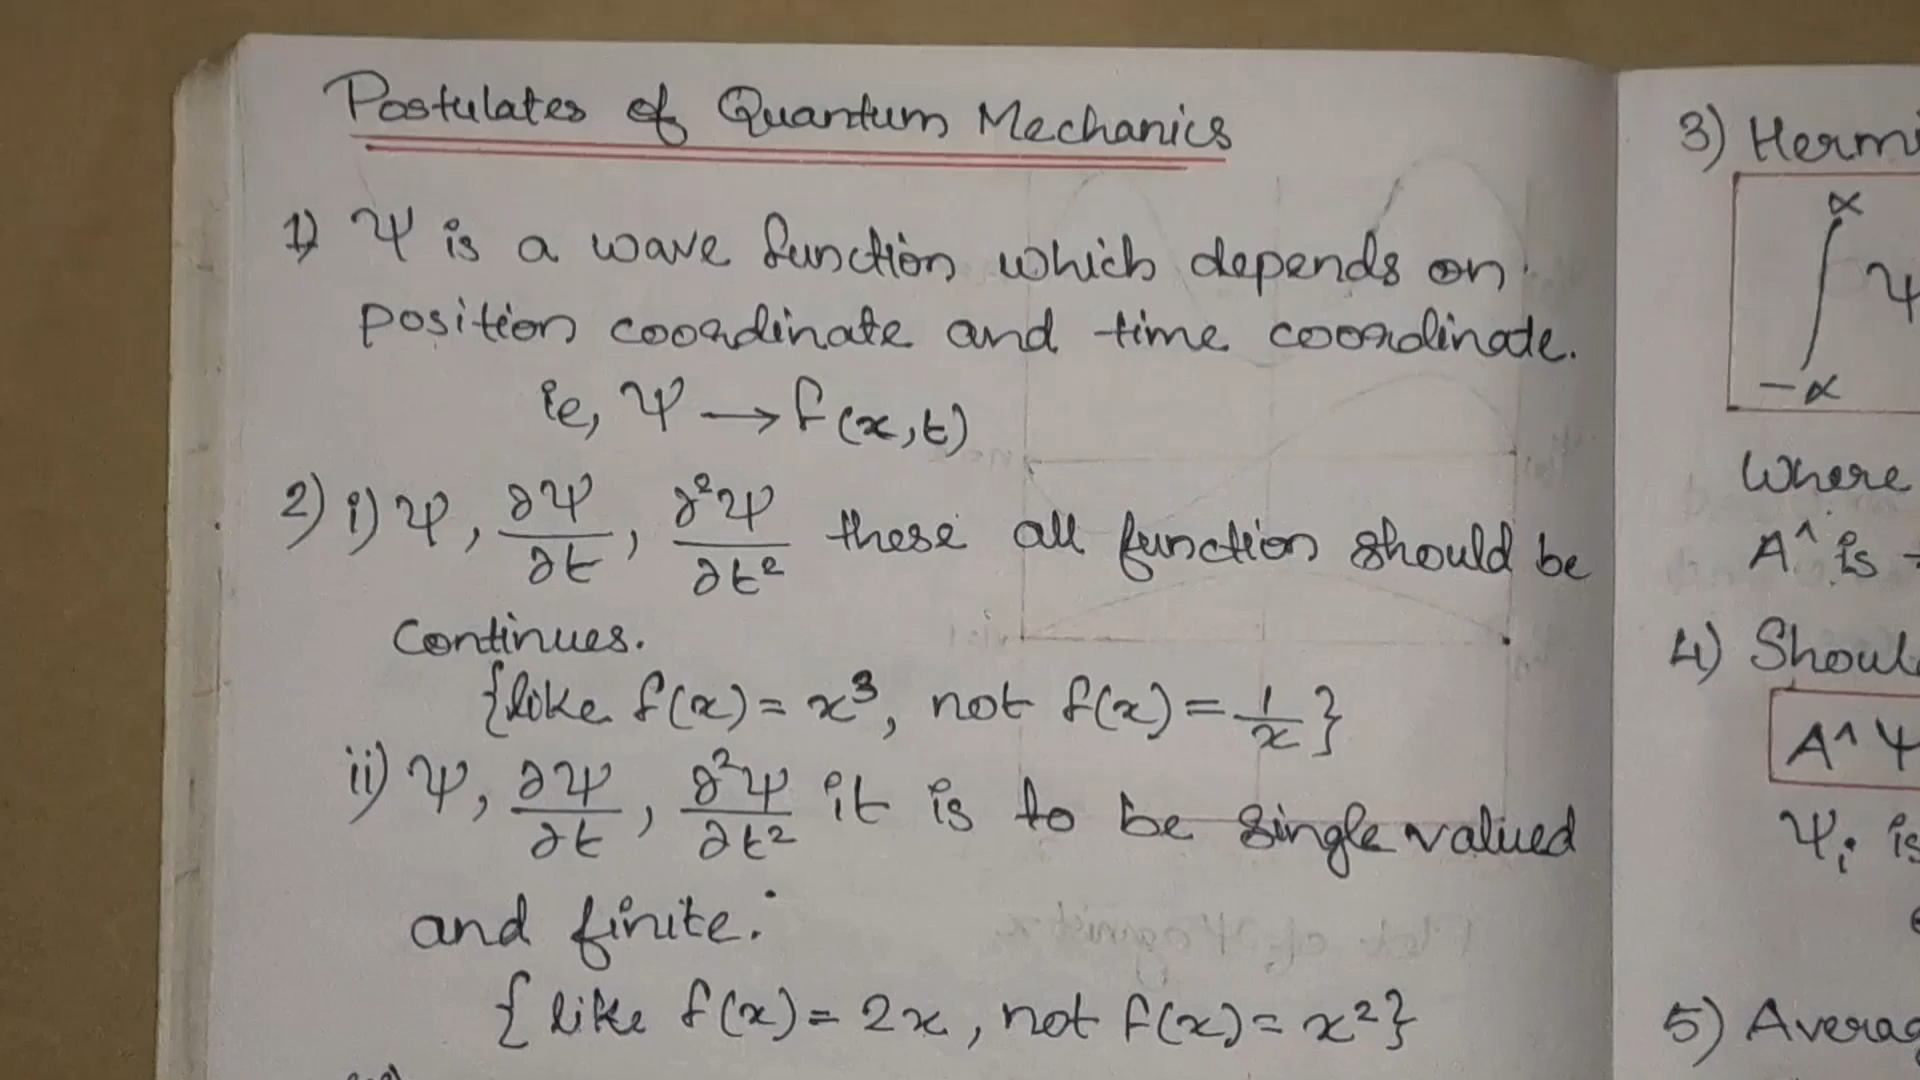 Postulates of Quantum Mechanics
1) Ψ is a wave function which depends on
position coordinate and time coordinate.
ie, Ψ → f(x,t)
2) i) Ψ, ∂Ψ/∂t, ∂²Ψ/∂t² these all function should be
continues.
{like f(x) = x³, not f(x) = 1/x}
ii) Ψ, ∂Ψ/∂t, ∂²Ψ/∂t² it is to be single valued
and finite.
{like f(x) = 2x, not f(x) = x²}
3) Hermi
∫ Ψ
α
-α
Where
A^ is
4) Shoul
A^Ψ
Ψi is
5) Averag